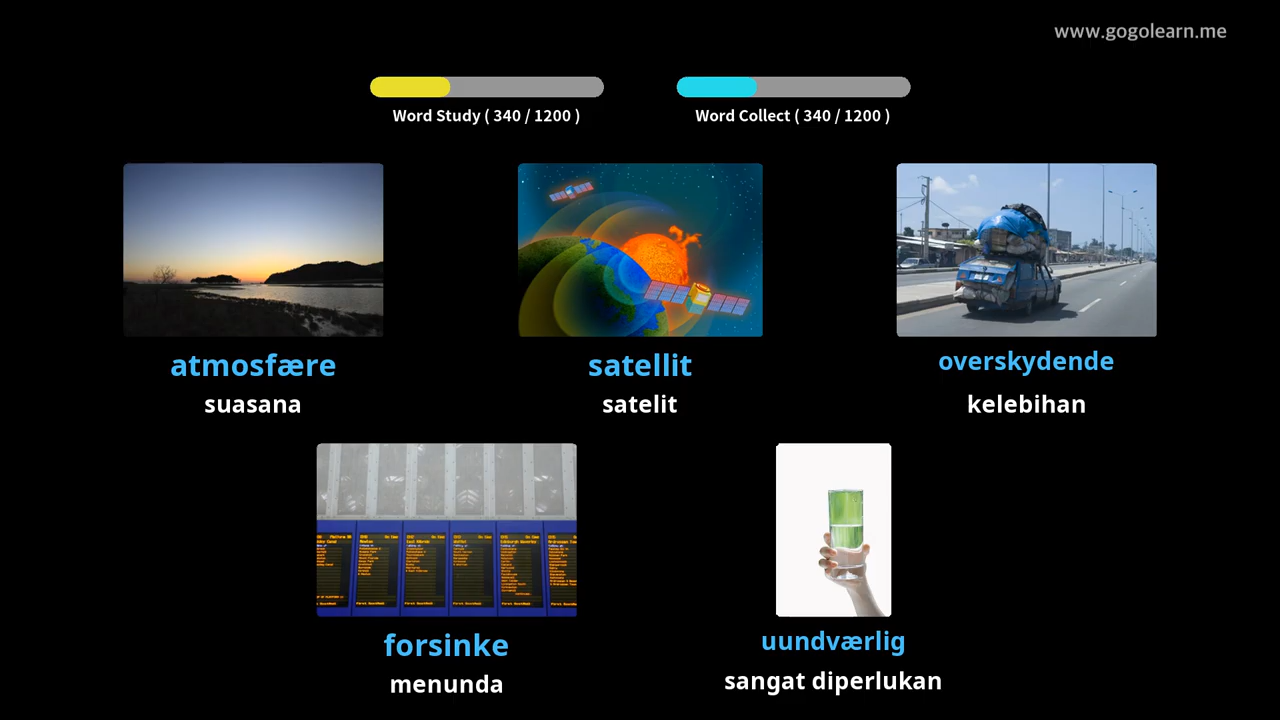 www.gogolearn.me
Word Study ( 340 / 1200 )
Word Collect ( 340 / 1200 )
atmosfære
suasana
satellit
satelit
overskydende
kelebihan
forsinke
menunda
uundværlig
sangat diperlukan